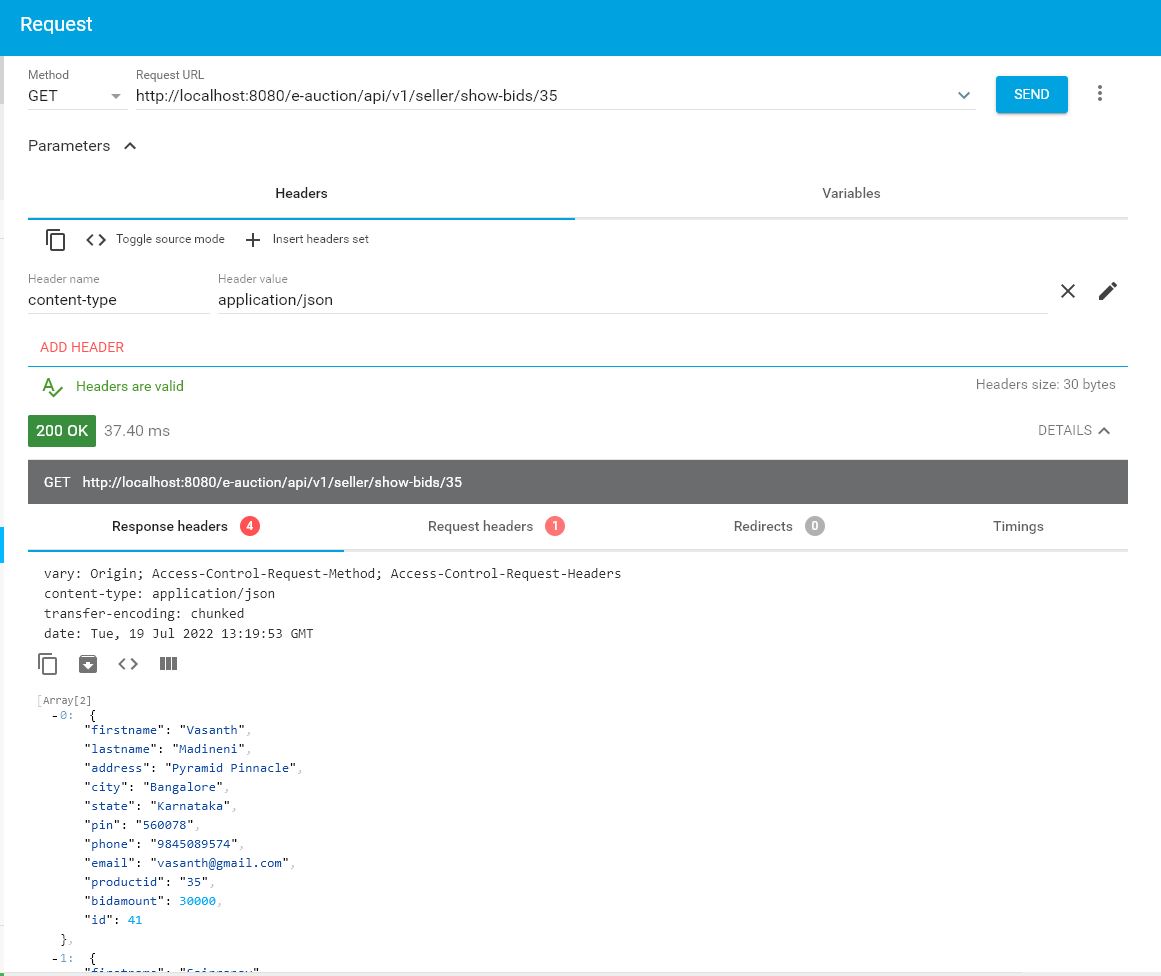 Request
Method
Request URL
GET
http://localhost:8080/e-auction/api/v1/seller/show-bids/35
SEND
Parameters
Headers
Variables
Toggle source mode
Insert headers set
Header name
Header value
content-type
application/json
ADD HEADER
Headers are valid
Headers size: 30 bytes
200 OK 37.40 ms
DETAILS
GET http://localhost:8080/e-auction/api/v1/seller/show-bids/35
Response headers 4
Request headers 1
Redirects 0
Timings
vary: Origin; Access-Control-Request-Method; Access-Control-Request-Headers
content-type: application/json
transfer-encoding: chunked
date: Tue, 19 Jul 2022 13:19:53 GMT
[Array[2]
-0: {
"firstname": "Vasanth",
"lastname": "Madineni",
"address": "Pyramid Pinnacle",
"city": "Bangalore",
"state": "Karnataka",
"pin": "560078",
"phone": "9845089574",
"email": "vasanth@gmail.com",
"productid": "35",
"bidamount": 30000,
"id": 41
},
-1: {
"firstname":